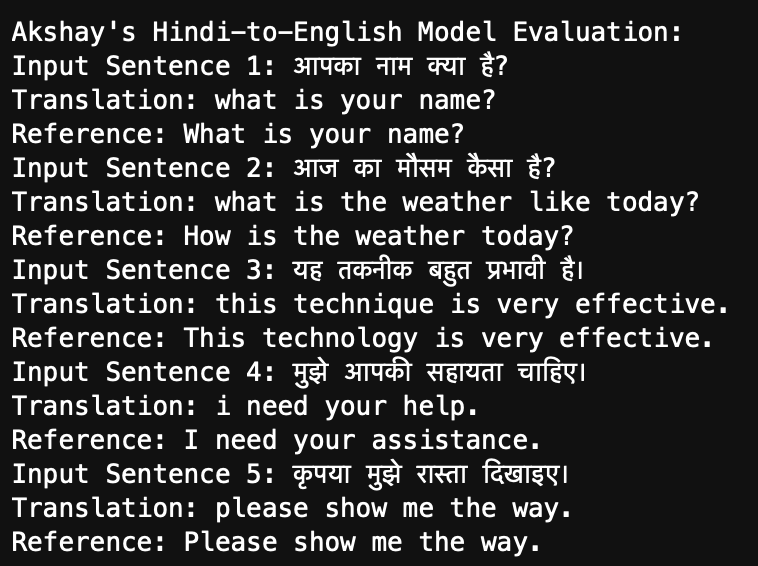 Akshay's Hindi-to-English Model Evaluation:
Input Sentence 1: आपका नाम क्या है?
Translation: what is your name?
Reference: What is your name?
Input Sentence 2: आज का मौसम कैसा है?
Translation: what is the weather like today?
Reference: How is the weather today?
Input Sentence 3: यह तकनीक बहुत प्रभावी है।
Translation: this technique is very effective.
Reference: This technology is very effective.
Input Sentence 4: मुझे आपकी सहायता चाहिए।
Translation: i need your help.
Reference: I need your assistance.
Input Sentence 5: कृपया मुझे रास्ता दिखाइए।
Translation: please show me the way.
Reference: Please show me the way.